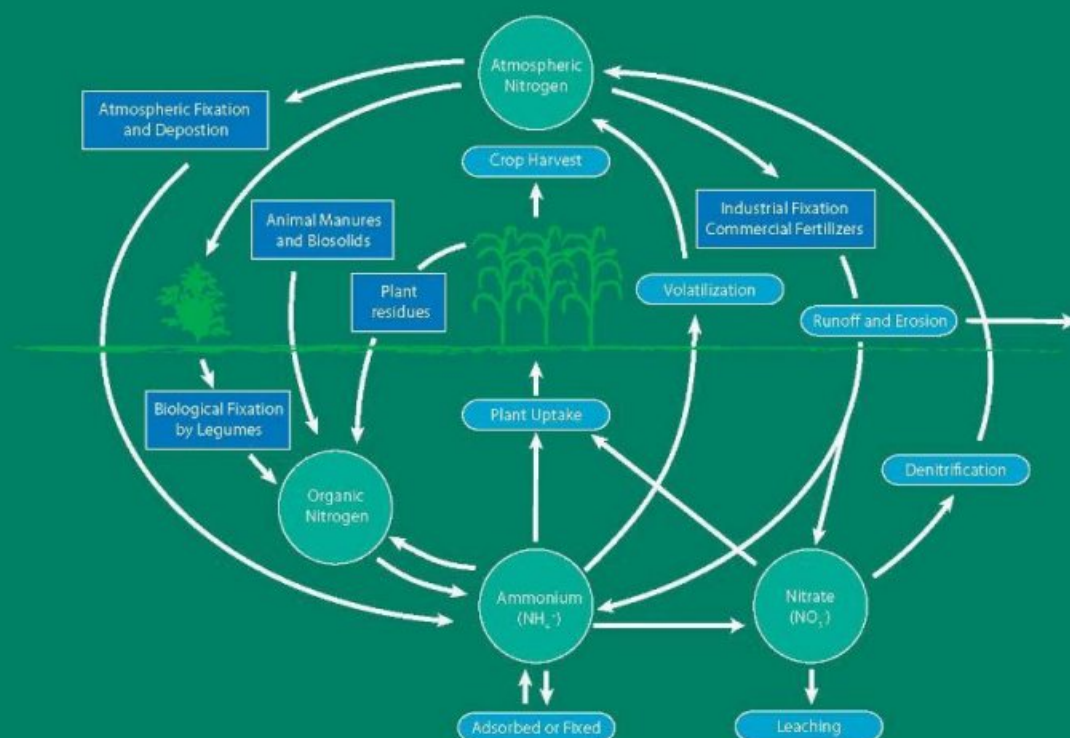 Atmospheric
Nitrogen
Atmospheric Fixation
and Depostion
Crop Harvest
Animal Manures
and Biosolids
Industrial Fixation
Commercial Fertilizers
Plant
residues
Volatilization
Runoff and Erosion
Biological Fixation
by Legumes
Plant Uptake
Denitrification
Organic
Nitrogen
Ammonium
(NH₄⁺)
Nitrate
(NO₃⁻)
Adsorbed or Fixed
Leaching